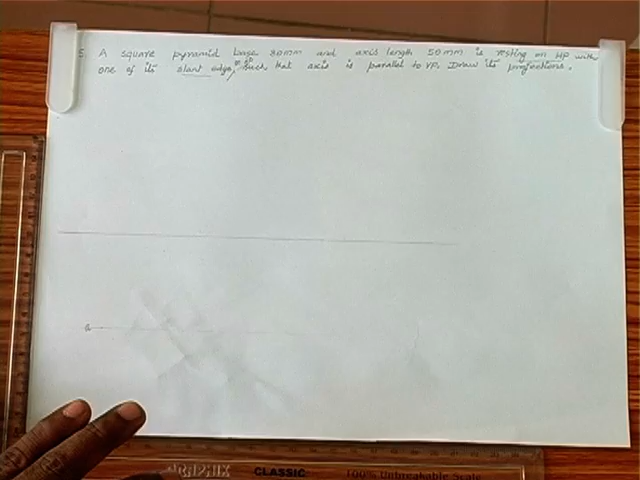 5. A square pyramid base 30mm and axis length 50mm is resting on HP with
one of its slant edge, such that axis is parallel to VP. Draw its projections.
a
GRAPHIX CLASSIC 100% Unbreakable Scale